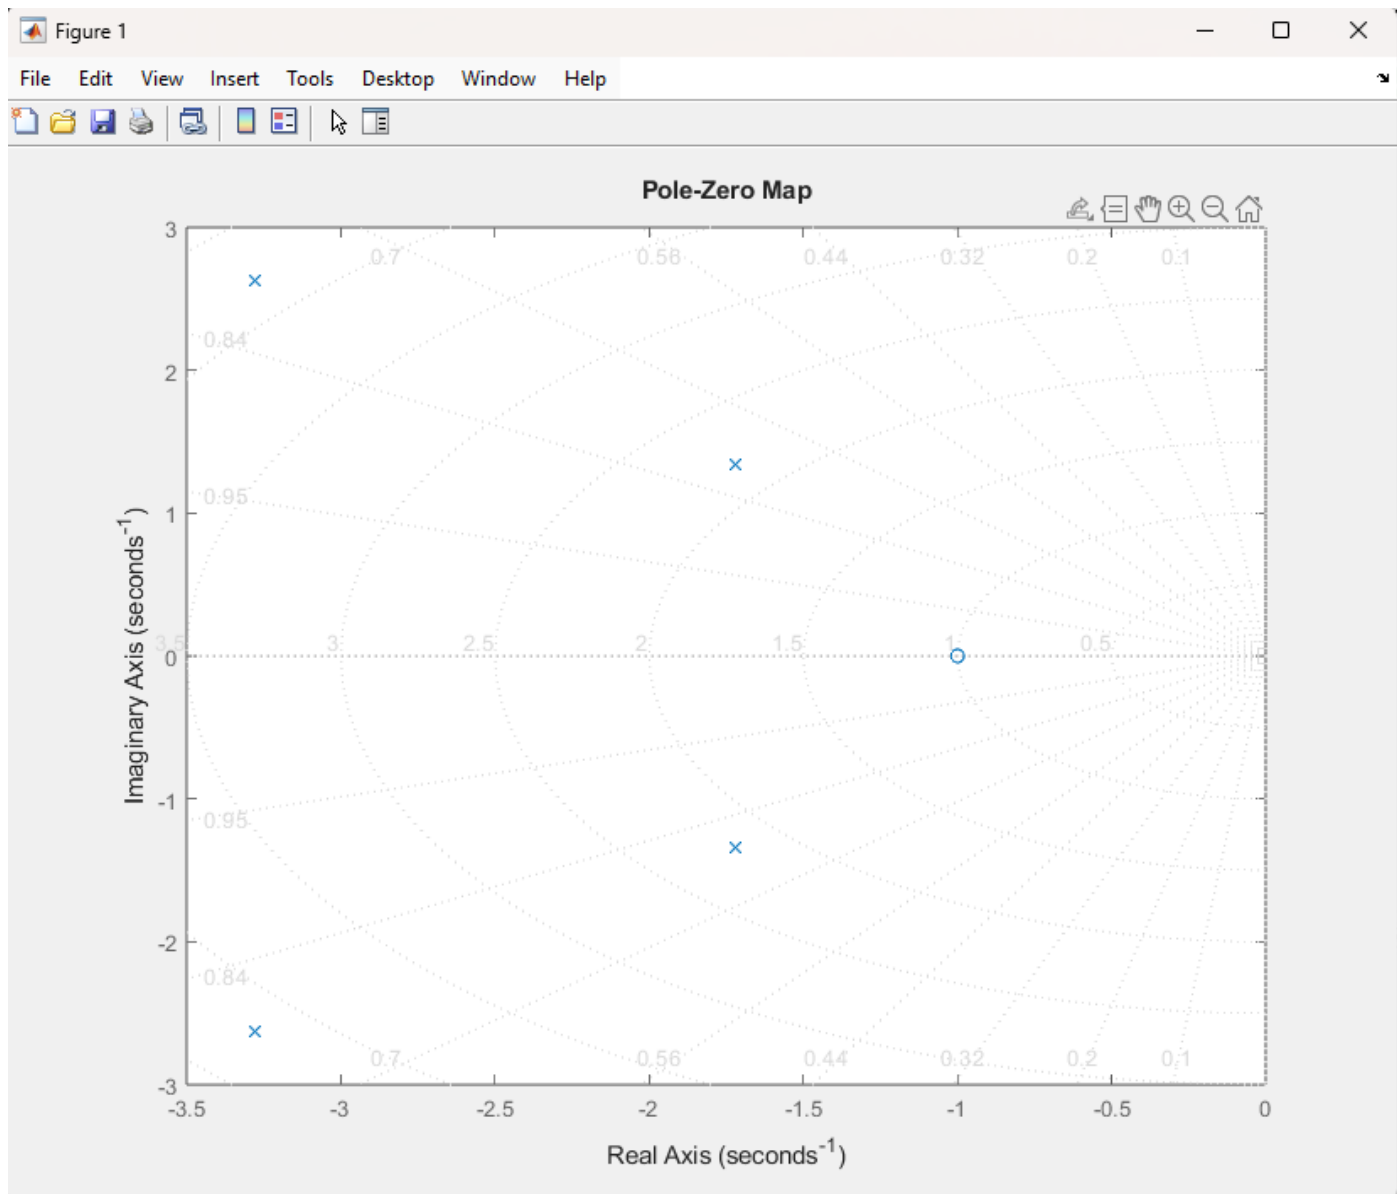 Figure 1
File Edit View Insert Tools Desktop Window Help
Pole-Zero Map
3
0.7 0.56 0.44 0.32 0.2 0.1
0.84
2
0.95
1
3.5 3 2.5 2 1.5 1 0.5
0
Imaginary Axis (seconds-1)
-1
0.95
-2
0.84
0.7 0.56 0.44 0.32 0.2 0.1
-3
-3.5 -3 -2.5 -2 -1.5 -1 -0.5 0
Real Axis (seconds-1)